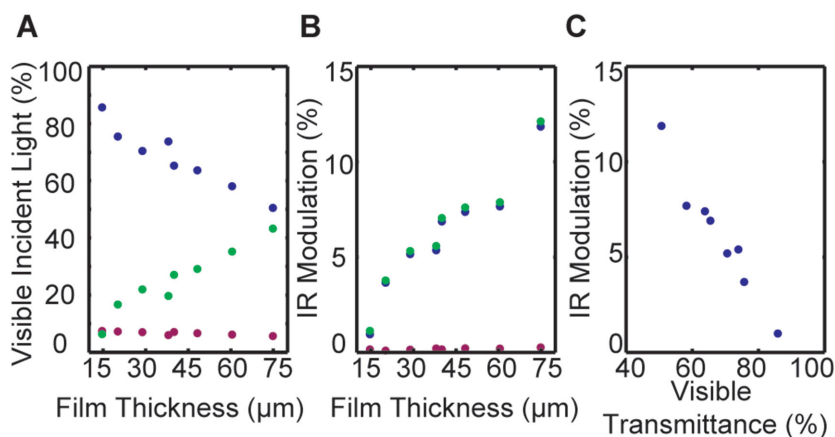 A
Visible Incident Light (%)
100
80
60
40
20
0
15 30 45 60 75
Film Thickness (µm)
B
IR Modulation (%)
15
10
5
0
15 30 45 60 75
Film Thickness (µm)
C
IR Modulation (%)
15
10
5
0
40 60 80 100
Visible
Transmittance (%)